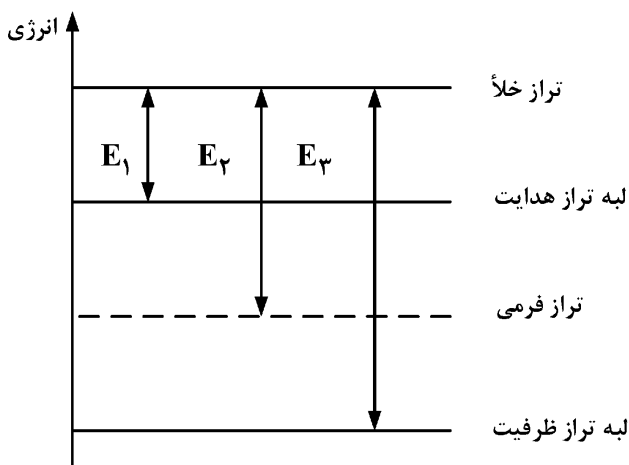 انرژی
تراز خلأ
E۱ E۲ E۳
لبه تراز هدایت
تراز فرمی
لبه تراز ظرفیت